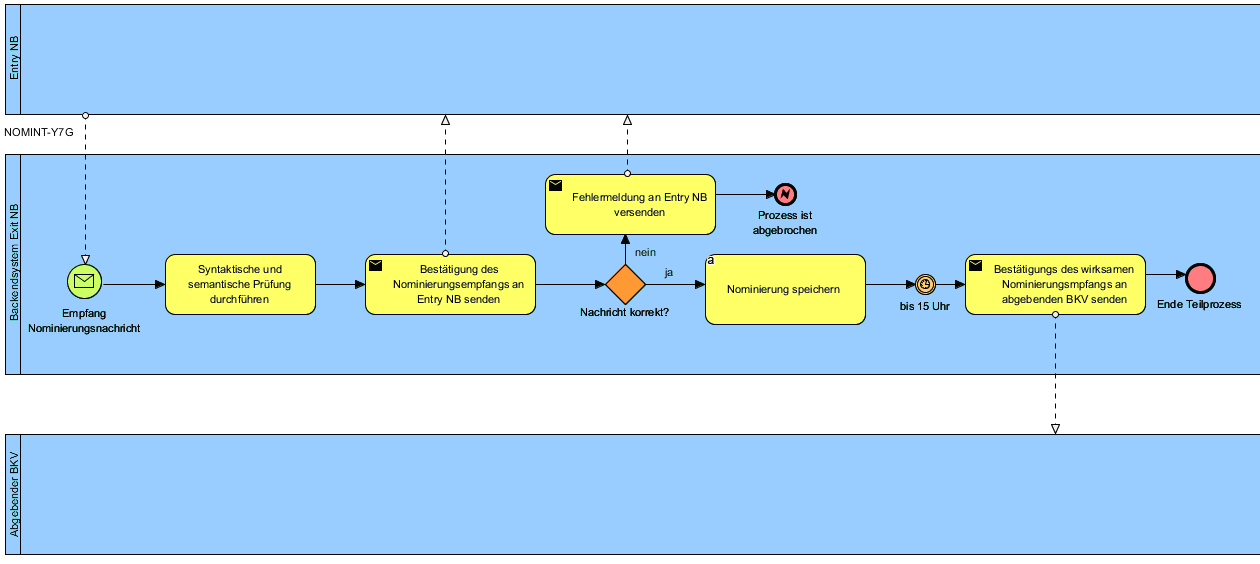 Entry NB
NOMINT-Y7G
Backendsystem Exit NB
Fehlermeldung an Entry NB
versenden
Prozess ist
abgebrochen
nein
ja
Empfang
Nominierungsnachricht
Syntaktische und
semantische Prüfung
durchführen
Bestätigung des
Nominierungsempfangs an
Entry NB senden
Nachricht korrekt?
a
Nominierung speichern
bis 15 Uhr
Bestätigungs des wirksamen
Nominierungsmpfangs an
abgebenden BKV senden
Ende Teilprozess
Abgebender BKV